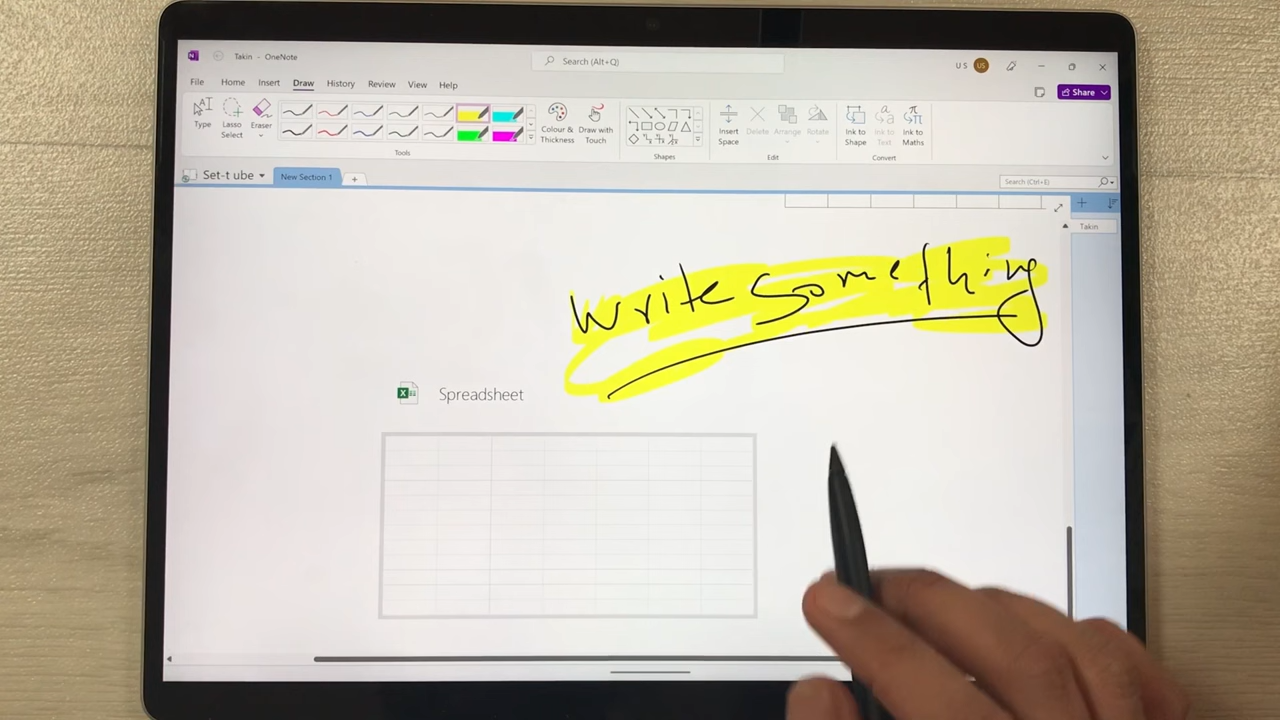 Takin - OneNote
Search (Alt+Q)
U S
US
File Home Insert Draw History Review View Help
Share
Type
Lasso Select
Eraser
Colour & Thickness
Draw with Touch
Insert Space
Delete
Arrange
Rotate
Ink to Shape
Ink to Text
Ink to Maths
Tools
Shapes
Edit
Convert
Set-t ube
New Section 1
Search (Ctrl+E)
Takin
write something
Spreadsheet